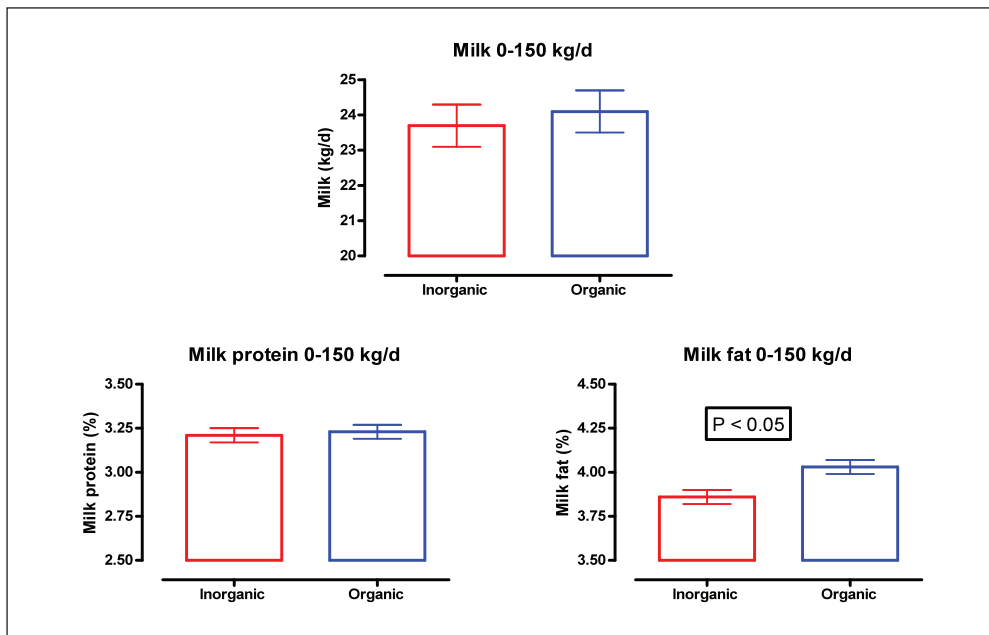 Milk 0-150 kg/d
Milk (kg/d)
25
24
23
22
21
20
Inorganic Organic
Milk protein 0-150 kg/d
Milk protein (%)
3.50
3.25
3.00
2.75
2.50
Inorganic Organic
Milk fat 0-150 kg/d
Milk fat (%)
4.50
4.25
4.00
3.75
3.50
P < 0.05
Inorganic Organic